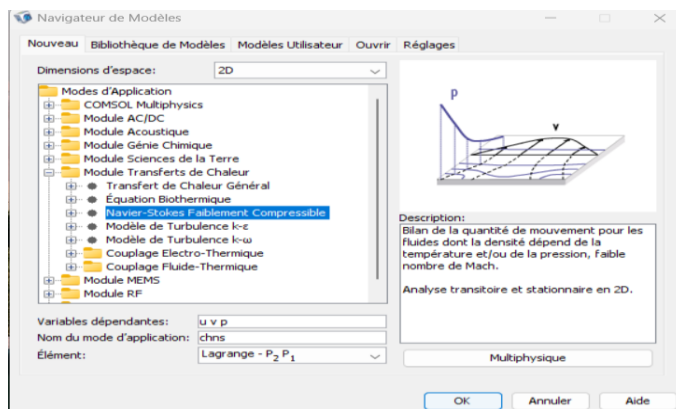 Navigateur de Modèles
Nouveau Bibliothèque de Modèles Modèles Utilisateur Ouvrir Réglages
Dimensions d'espace: 2D
Modes d'Application
COMSOL Multiphysics
Module AC/DC
Module Acoustique
Module Génie Chimique
Module Sciences de la Terre
Module Transferts de Chaleur
Transfert de Chaleur Général
Équation Biothermique
Navier-Stokes Faiblement Compressible
Modèle de Turbulence k-ε
Modèle de Turbulence k-ω
Couplage Electro-Thermique
Couplage Fluide-Thermique
Module MEMS
Module RF
Variables dépendantes: u v p
Nom du mode d'application: chns
Élément: Lagrange - P₂ P₁
p
v
Description:
Bilan de la quantité de mouvement pour les
fluides dont la densité dépend de la
température et/ou de la pression, faible
nombre de Mach.
Analyse transitoire et stationnaire en 2D.
Multiphysique
OK Annuler Aide